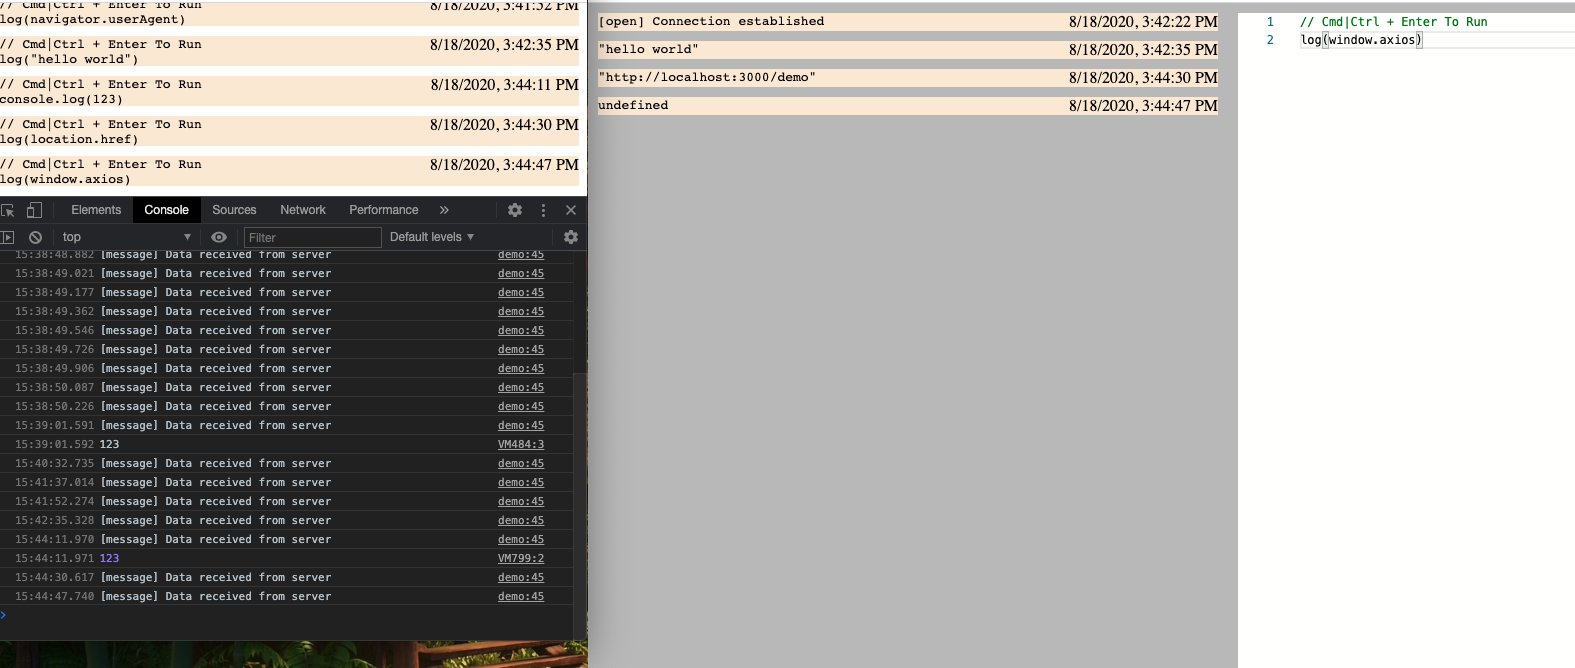 // Cmd|Ctrl + Enter To Run 8/18/2020, 3:41:52 PM
log(navigator.userAgent)
// Cmd|Ctrl + Enter To Run 8/18/2020, 3:42:35 PM
log("hello world")
// Cmd|Ctrl + Enter To Run 8/18/2020, 3:44:11 PM
console.log(123)
// Cmd|Ctrl + Enter To Run 8/18/2020, 3:44:30 PM
log(location.href)
// Cmd|Ctrl + Enter To Run 8/18/2020, 3:44:47 PM
log(window.axios)
Elements Console Sources Network Performance »
top Filter Default levels
15:38:48.882 [message] Data received from server demo:45
15:38:49.021 [message] Data received from server demo:45
15:38:49.177 [message] Data received from server demo:45
15:38:49.362 [message] Data received from server demo:45
15:38:49.546 [message] Data received from server demo:45
15:38:49.726 [message] Data received from server demo:45
15:38:49.906 [message] Data received from server demo:45
15:38:50.087 [message] Data received from server demo:45
15:38:50.226 [message] Data received from server demo:45
15:39:01.591 [message] Data received from server demo:45
15:39:01.592 123 VM484:3
15:40:32.735 [message] Data received from server demo:45
15:41:37.014 [message] Data received from server demo:45
15:41:52.274 [message] Data received from server demo:45
15:42:35.328 [message] Data received from server demo:45
15:44:11.970 [message] Data received from server demo:45
15:44:11.971 123 VM799:2
15:44:30.617 [message] Data received from server demo:45
15:44:47.740 [message] Data received from server demo:45
[open] Connection established 8/18/2020, 3:42:22 PM
"hello world" 8/18/2020, 3:42:35 PM
"http://localhost:3000/demo" 8/18/2020, 3:44:30 PM
undefined 8/18/2020, 3:44:47 PM
1 // Cmd|Ctrl + Enter To Run
2 log(window.axios)